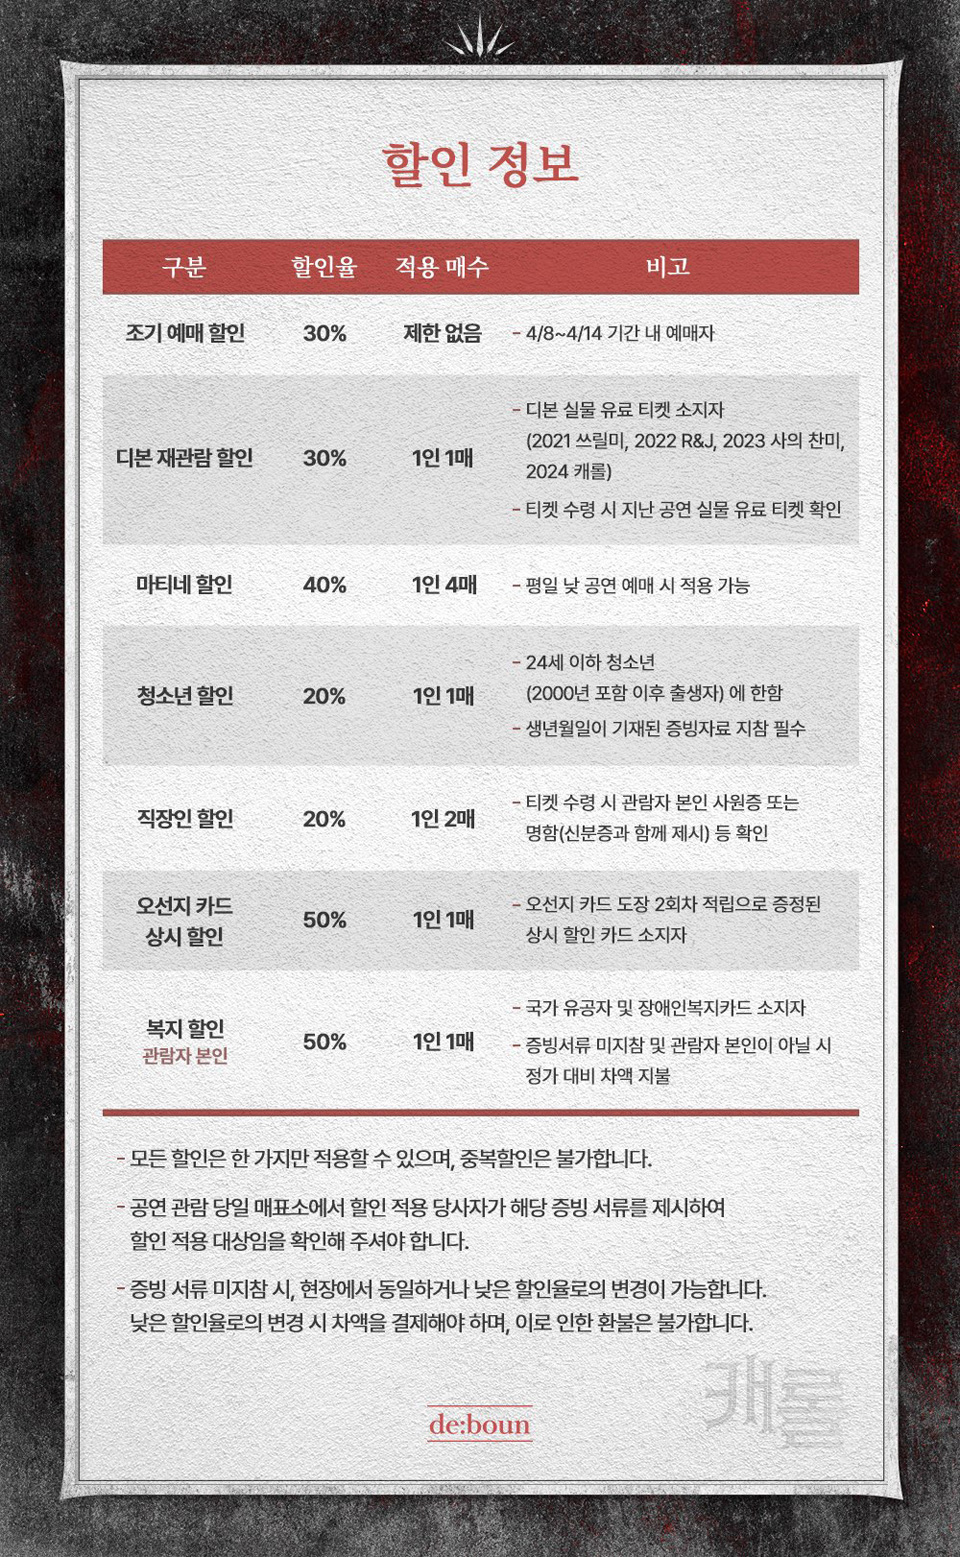 할인 정보
구분 할인율 적용 매수 비고
조기 예매 할인 30% 제한 없음 - 4/8~4/14 기간 내 예매자
디본 재관람 할인 30% 1인 1매
- 디본 실물 유료 티켓 소지자
(2021 쓰릴미, 2022 R&J, 2023 사의 찬미,
2024 캐롤)
- 티켓 수령 시 지난 공연 실물 유료 티켓 확인
마티네 할인 40% 1인 4매 - 평일 낮 공연 예매 시 적용 가능
청소년 할인 20% 1인 1매
- 24세 이하 청소년
(2000년 포함 이후 출생자) 에 한함
- 생년월일이 기재된 증빙자료 지참 필수
직장인 할인 20% 1인 2매
- 티켓 수령 시 관람자 본인 사원증 또는
명함(신분증과 함께 제시) 등 확인
오선지 카드
상시 할인
50% 1인 1매
- 오선지 카드 도장 2회차 적립으로 증정된
상시 할인 카드 소지자
복지 할인
관람자 본인
50% 1인 1매
- 국가 유공자 및 장애인복지카드 소지자
- 증빙서류 미지참 및 관람자 본인이 아닐 시
정가 대비 차액 지불
- 모든 할인은 한 가지만 적용할 수 있으며, 중복할인은 불가합니다.
- 공연 관람 당일 매표소에서 할인 적용 당사자가 해당 증빙 서류를 제시하여
할인 적용 대상임을 확인해 주셔야 합니다.
- 증빙 서류 미지참 시, 현장에서 동일하거나 낮은 할인율로의 변경이 가능합니다.
낮은 할인율로의 변경 시 차액을 결제해야 하며, 이로 인한 환불은 불가합니다.
캐롤
de:boun